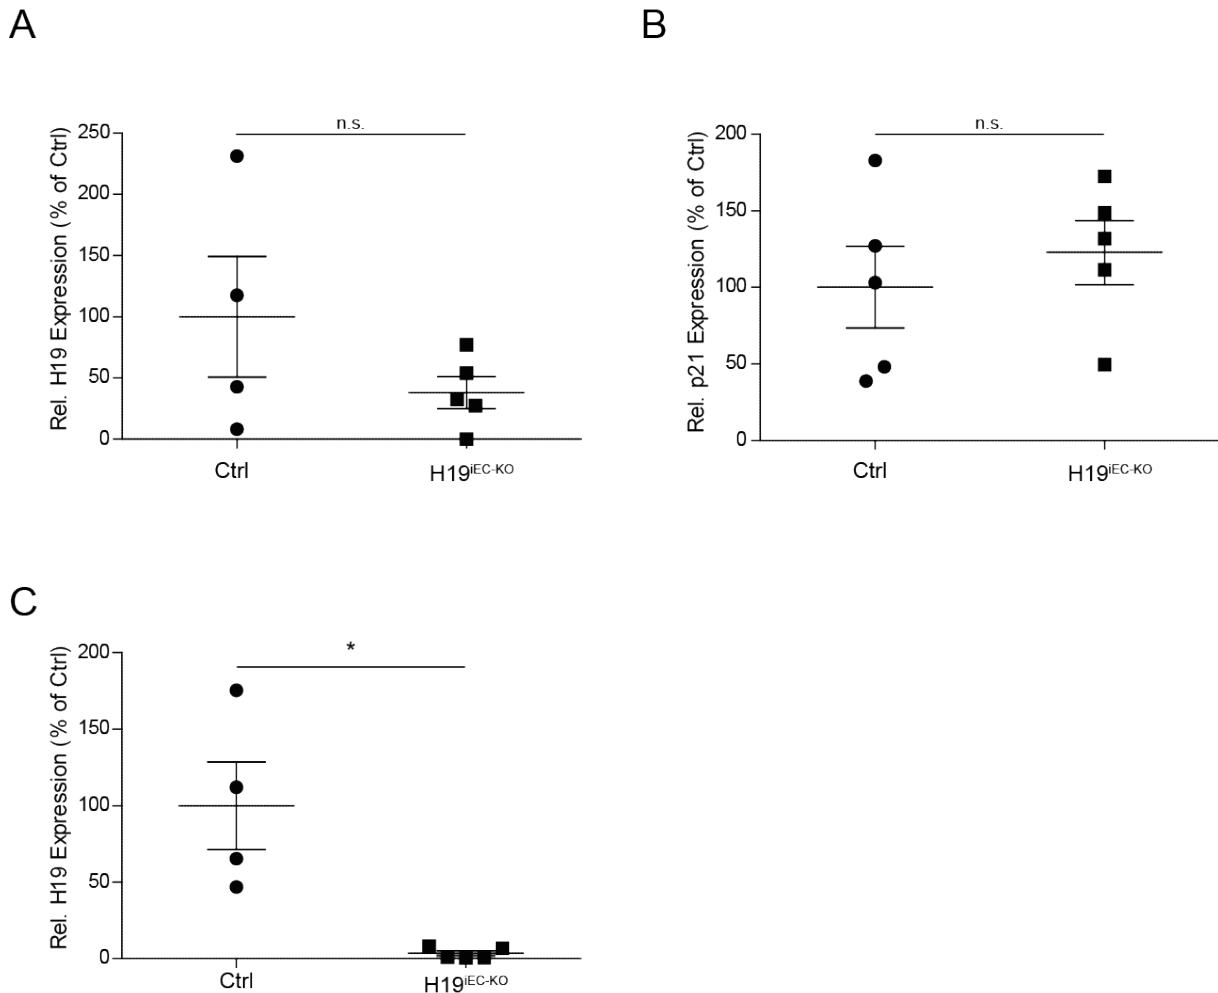 A
B
Rel. H19 Expression (% of Ctrl)
250
200
150
100
50
0
n.s.
Ctrl
H19iEC-KO
Rel. p21 Expression (% of Ctrl)
200
150
100
50
0
n.s.
Ctrl
H19iEC-KO
C
Rel. H19 Expression (% of Ctrl)
200
150
100
50
0
*
Ctrl
H19iEC-KO